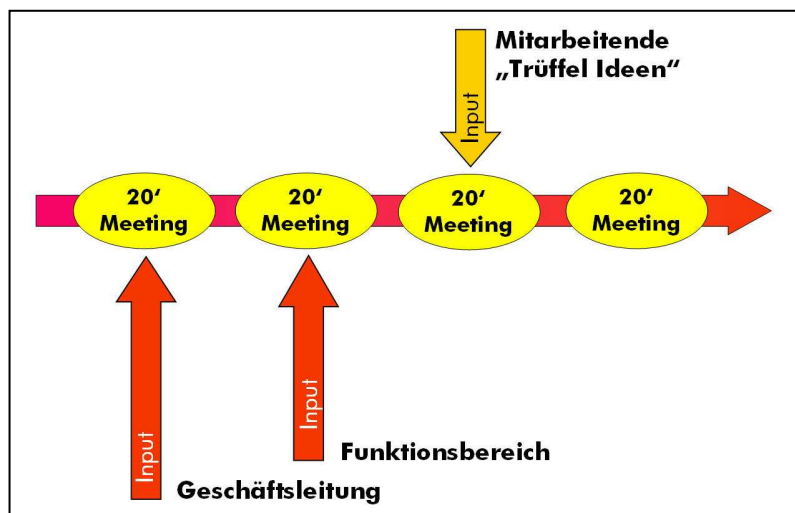 Mitarbeitende
„Trüffel Ideen“
Input
20‘
Meeting
20‘
Meeting
20‘
Meeting
20‘
Meeting
Input
Input
Funktionsbereich
Geschäftsleitung